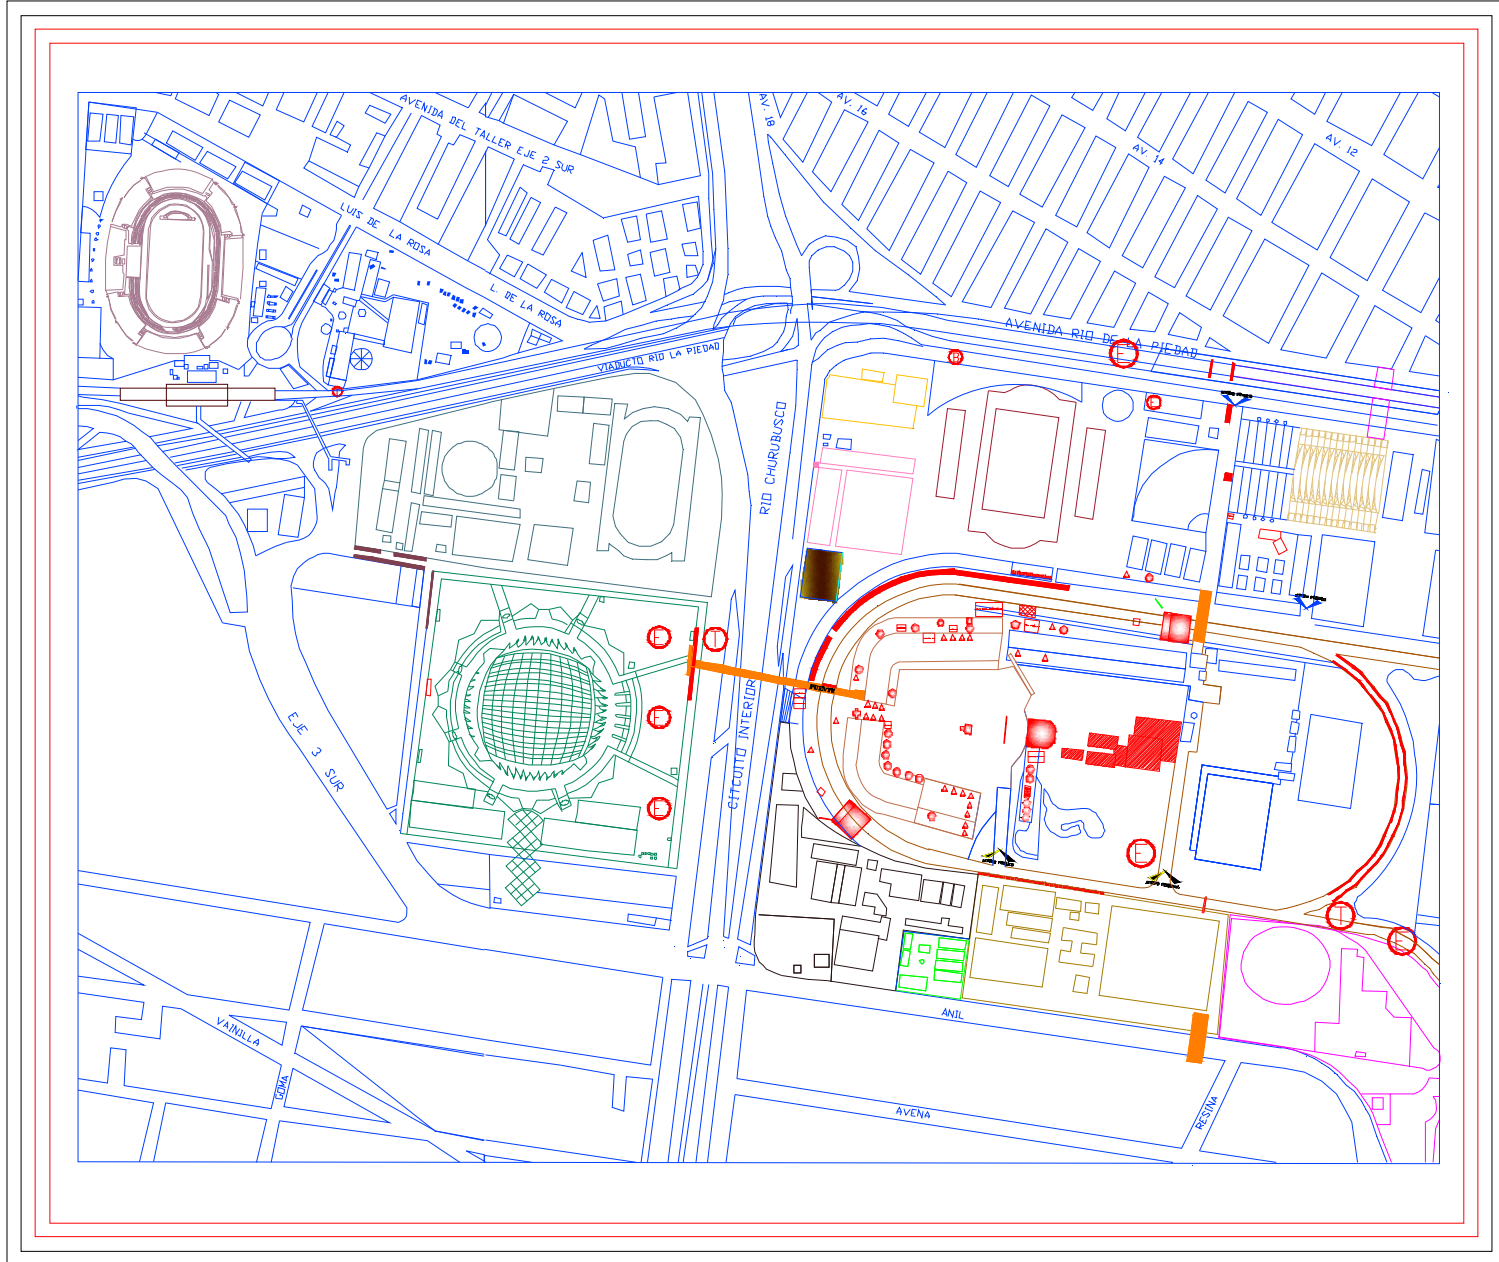 AV. 18
AV. 16
AVENIDA DEL TALLER EJE 2 SUR
AV. 14
AV. 12
LUIS DE LA ROSA
L. DE LA ROSA
AVENIDA RIO DE LA PIEDAD
VIADUCTO RIO LA PIEDAD
RIO CHURUBUSCO
PUENTE
CITCUITO INTERIOR
EJE 3 SUR
ANIL
VAINILLA
GOMA
AVENA
RESINA